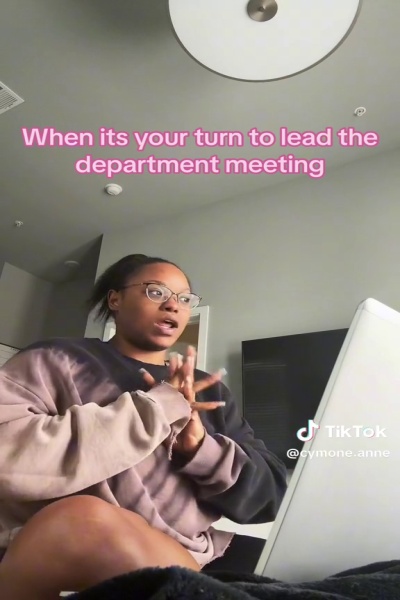 When its your turn to lead the
department meeting
TikTok
@cymone.anne